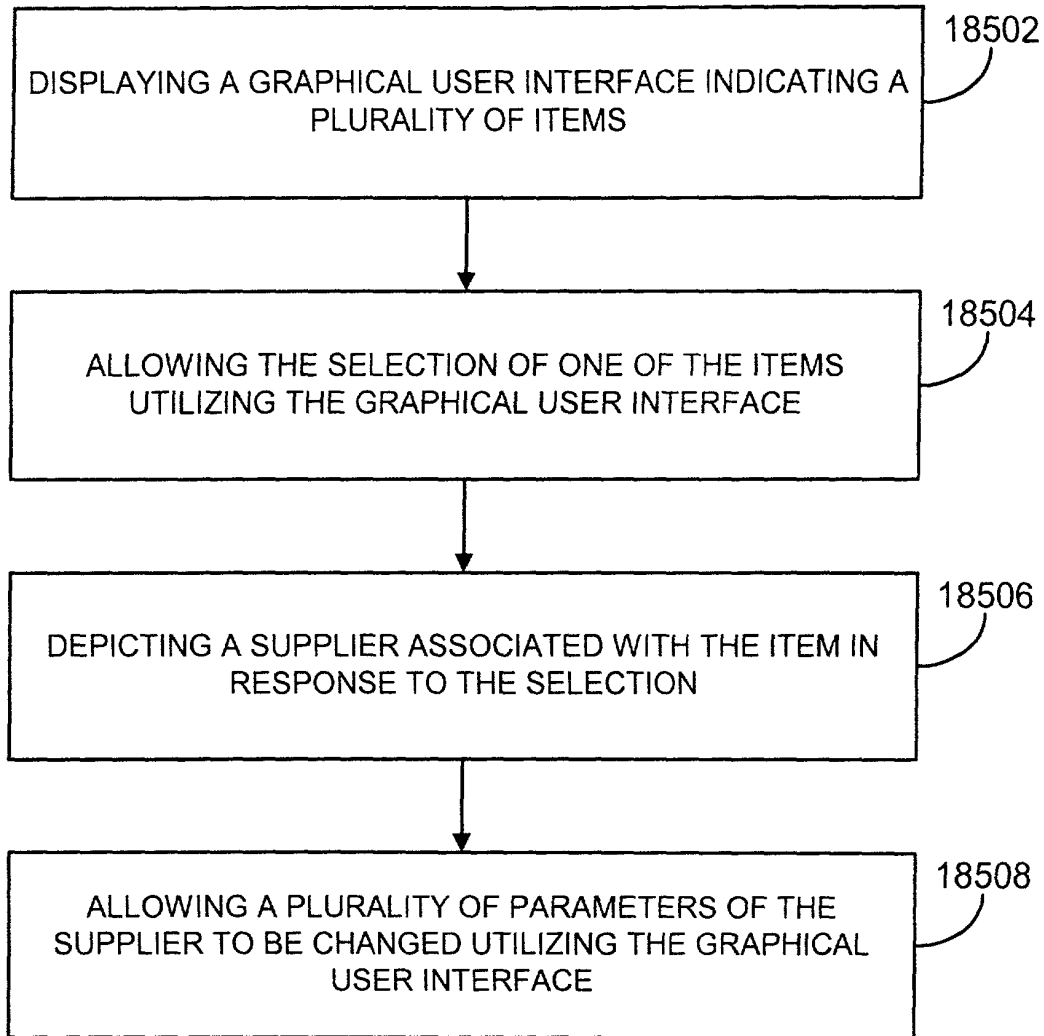 18502
DISPLAYING A GRAPHICAL USER INTERFACE INDICATING A
PLURALITY OF ITEMS
18504
ALLOWING THE SELECTION OF ONE OF THE ITEMS
UTILIZING THE GRAPHICAL USER INTERFACE
18506
DEPICTING A SUPPLIER ASSOCIATED WITH THE ITEM IN
RESPONSE TO THE SELECTION
18508
ALLOWING A PLURALITY OF PARAMETERS OF THE
SUPPLIER TO BE CHANGED UTILIZING THE GRAPHICAL
USER INTERFACE